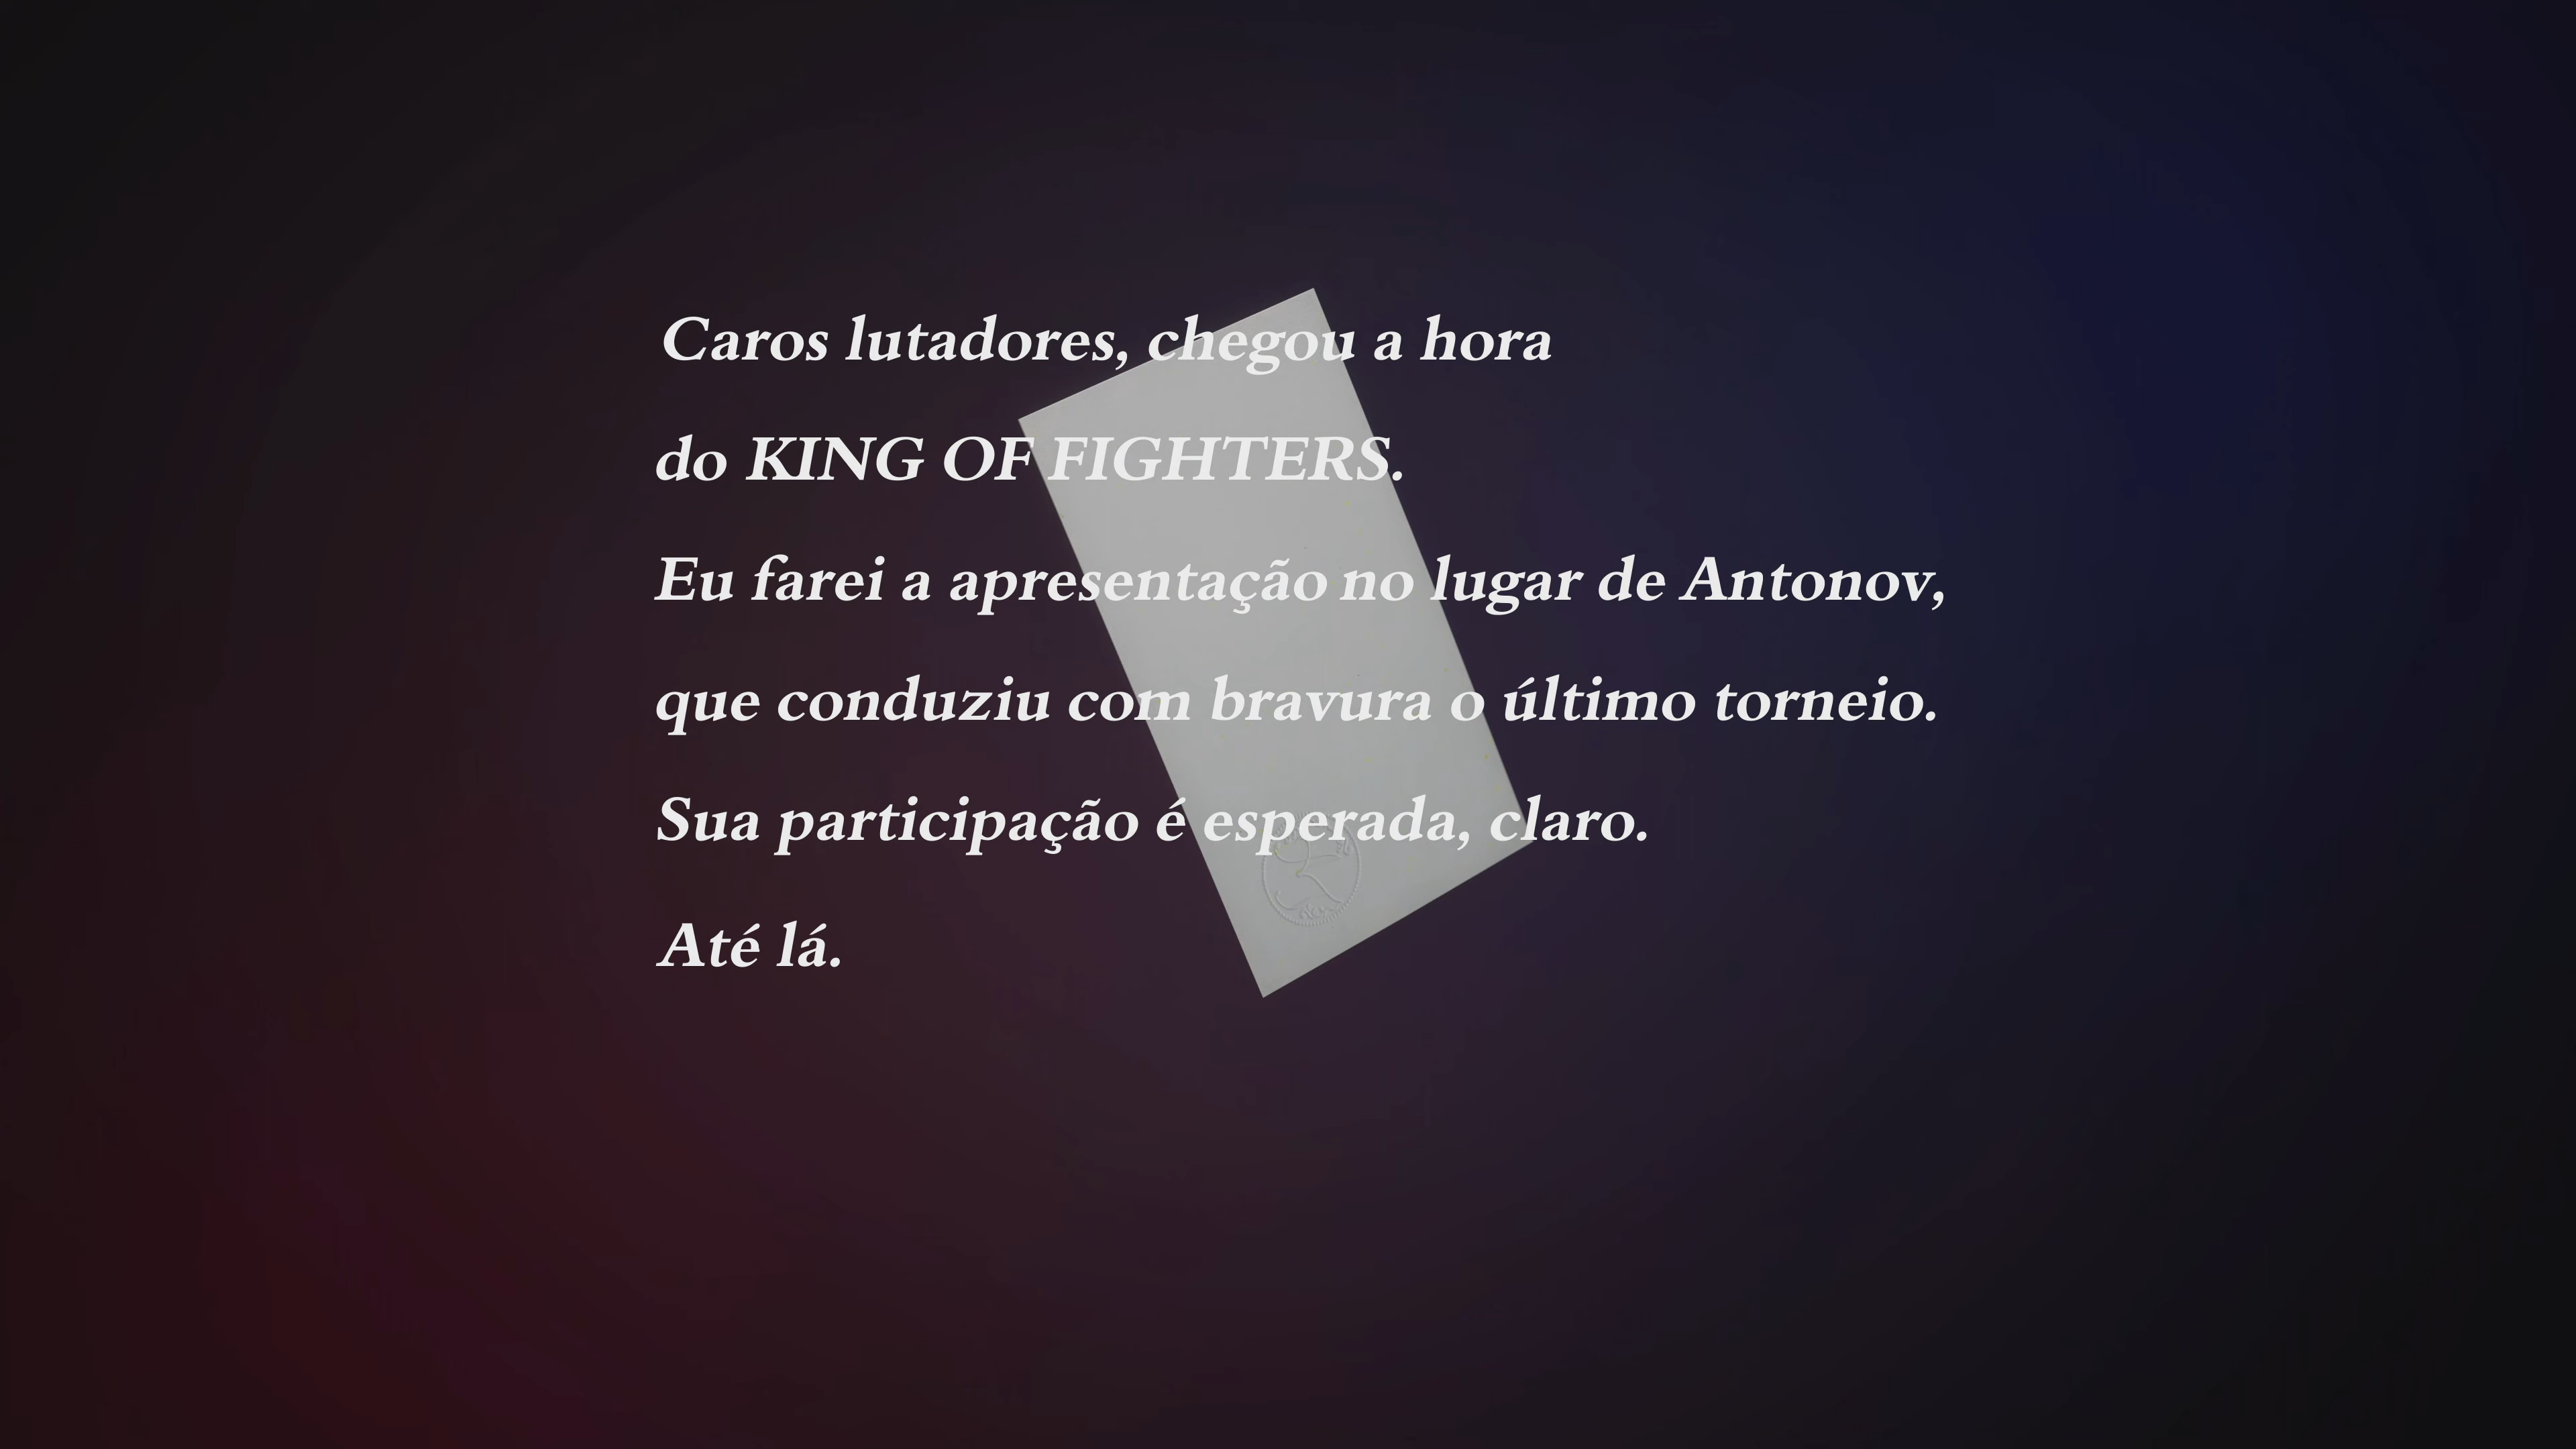 Caros lutadores, chegou a hora
do KING OF FIGHTERS.
Eu farei a apresentação no lugar de Antonov,
que conduziu com bravura o último torneio.
Sua participação é esperada, claro.
Até lá.